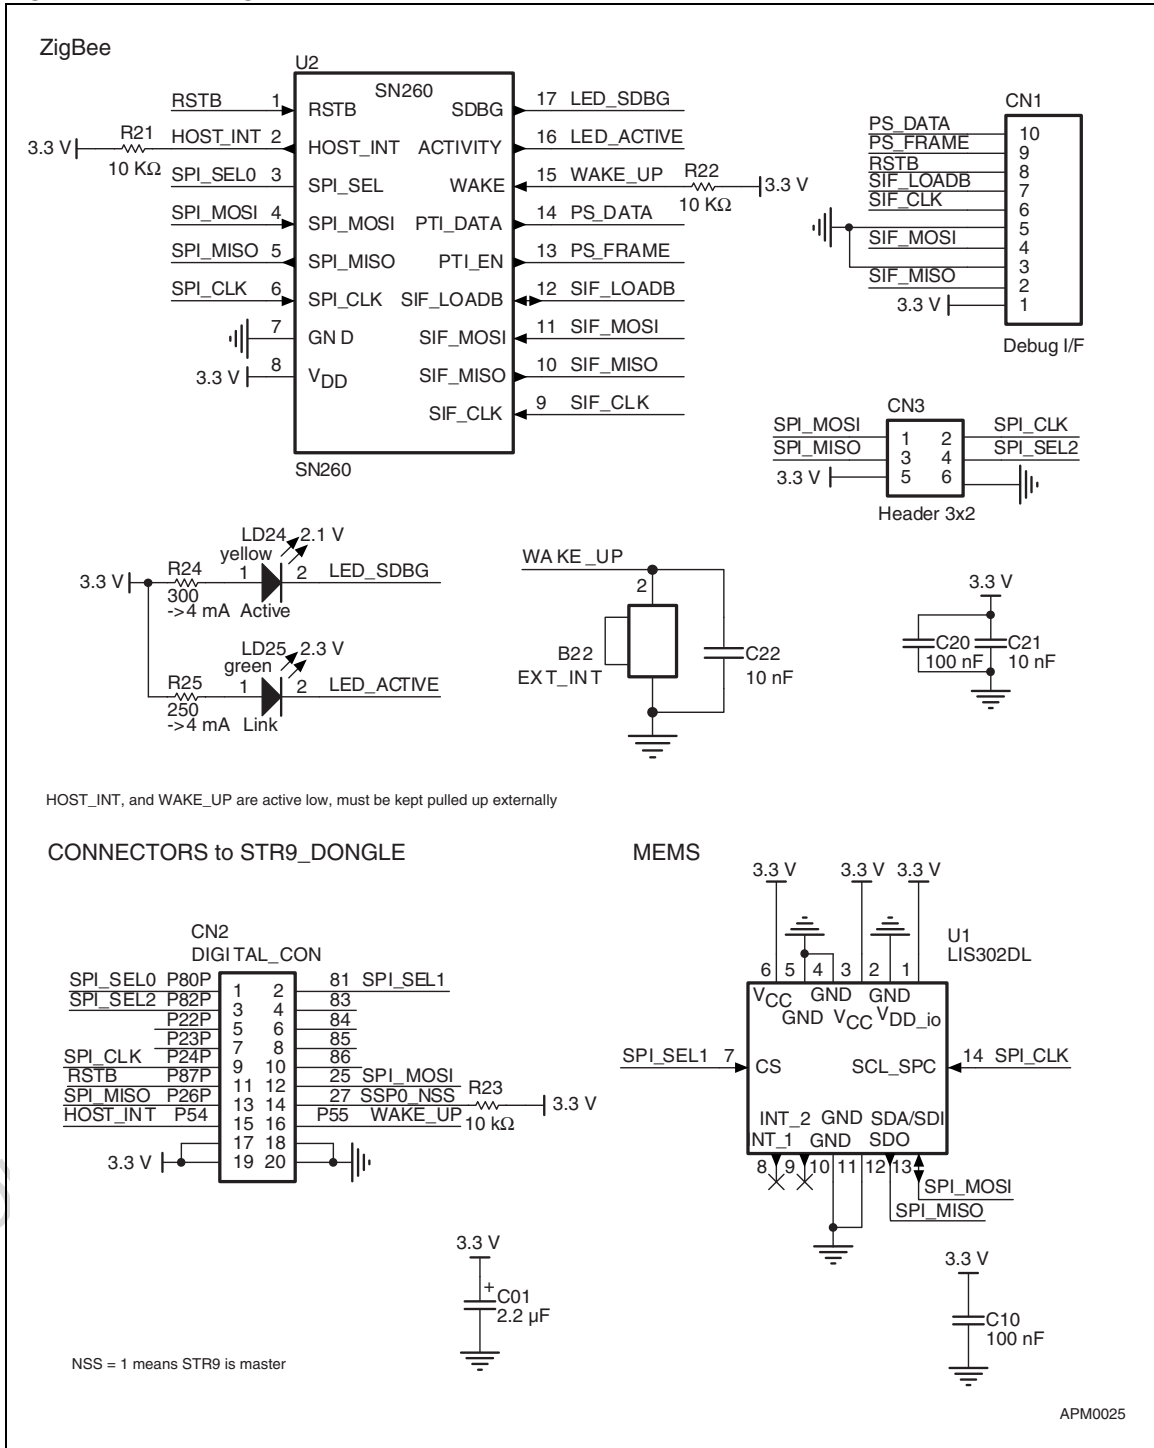 ZigBee
U2
SN260
RSTB 1 RSTB SDBG 17 LED_SDBG
3.3 V R21 10 KΩ HOST_INT 2 HOST_INT ACTIVITY 16 LED_ACTIVE
SPI_SEL0 3 SPI_SEL WAKE 15 WAKE_UP R22 10 KΩ 3.3 V
SPI_MOSI 4 SPI_MOSI PTI_DATA 14 PS_DATA
SPI_MISO 5 SPI_MISO PTI_EN 13 PS_FRAME
SPI_CLK 6 SPI_CLK SIF_LOADB 12 SIF_LOADB
7 GND SIF_MOSI 11 SIF_MOSI
3.3 V 8 VDD SIF_MISO 10 SIF_MISO
SIF_CLK 9 SIF_CLK
SN260
CN1
PS_DATA 10
PS_FRAME 9
RSTB 8
SIF_LOADB 7
SIF_CLK 6
5
SIF_MOSI 4
3
SIF_MISO 2
3.3 V 1
Debug I/F
CN3
SPI_MOSI 1 2 SPI_CLK
SPI_MISO 3 4 SPI_SEL2
3.3 V 5 6
Header 3x2
LD24 2.1 V
yellow
3.3 V R24 1 2 LED_SDBG
300
->4 mA Active
LD25 2.3 V
green
R25 1 2 LED_ACTIVE
250
->4 mA Link
WAKE_UP
2
B22
EXT_INT
C22
10 nF
3.3 V
C20
100 nF
C21
10 nF
HOST_INT, and WAKE_UP are active low, must be kept pulled up externally
CONNECTORS to STR9_DONGLE
CN2
DIGITAL_CON
SPI_SEL0 P80P 1 2 81 SPI_SEL1
SPI_SEL2 P82P 3 4 83
P22P 5 6 84
P23P 7 8 85
SPI_CLK P24P 9 10 86
RSTB P87P 11 12 25 SPI_MOSI
SPI_MISO P26P 13 14 27 SSP0_NSS R23 10 kΩ 3.3 V
HOST_INT P54 15 16 P55 WAKE_UP
17 18
3.3 V 19 20
3.3 V
+
C01
2.2 µF
NSS = 1 means STR9 is master
MEMS
3.3 V 3.3 V 3.3 V
U1
LIS302DL
6 5 4 3 2 1
VCC GND GND
GND VCC VDD_io
SPI_SEL1 7 CS SCL_SPC 14 SPI_CLK
INT_2 GND SDA/SDI
NT_1 GND SDO
8 9 10 11 12 13
SPI_MOSI
SPI_MISO
3.3 V
C10
100 nF
APM0025